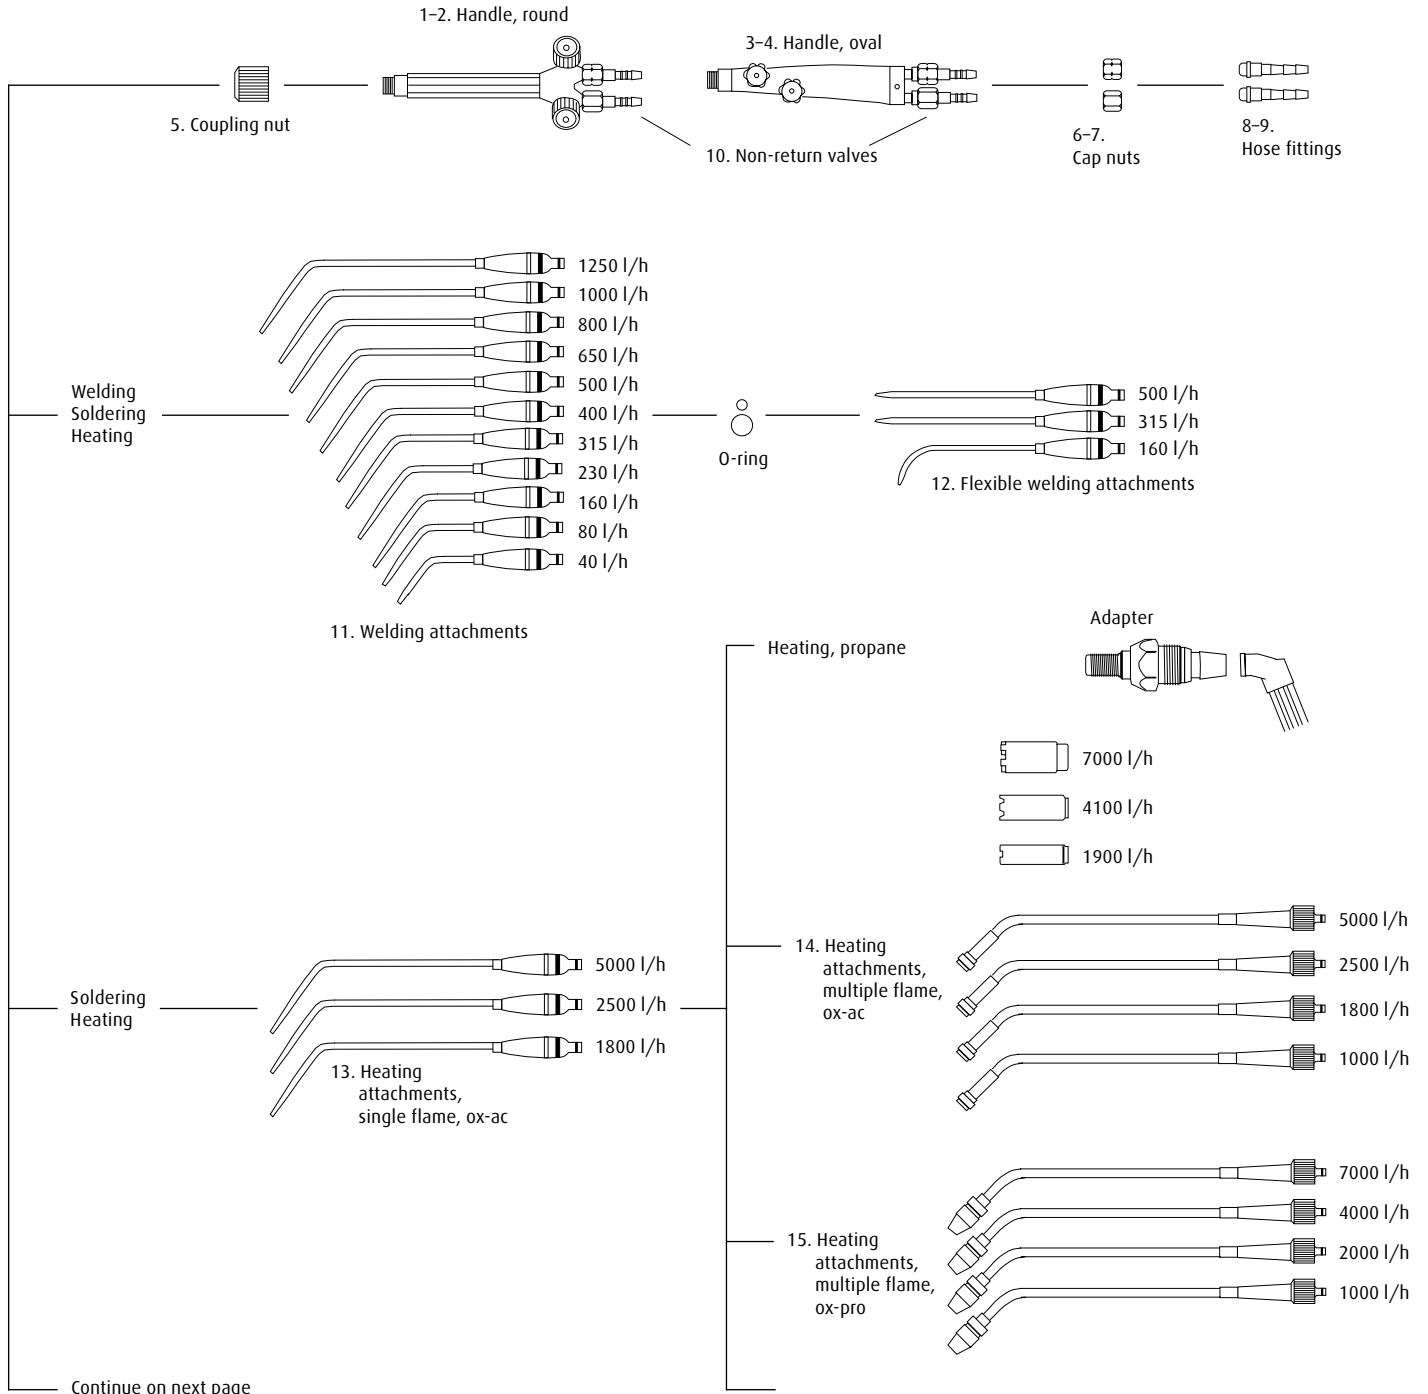 1–2. Handle, round
3–4. Handle, oval
5. Coupling nut
10. Non-return valves
6–7.
Cap nuts
8–9.
Hose fittings
Welding
Soldering
Heating
1250 l/h
1000 l/h
800 l/h
650 l/h
500 l/h
400 l/h
315 l/h
230 l/h
160 l/h
80 l/h
40 l/h
11. Welding attachments
O-ring
500 l/h
315 l/h
160 l/h
12. Flexible welding attachments
Heating, propane
Adapter
7000 l/h
4100 l/h
1900 l/h
Soldering
Heating
5000 l/h
2500 l/h
1800 l/h
13. Heating
attachments,
single flame, ox-ac
14. Heating
attachments,
multiple flame,
ox-ac
5000 l/h
2500 l/h
1800 l/h
1000 l/h
15. Heating
attachments,
multiple flame,
ox-pro
7000 l/h
4000 l/h
2000 l/h
1000 l/h
Continue on next page